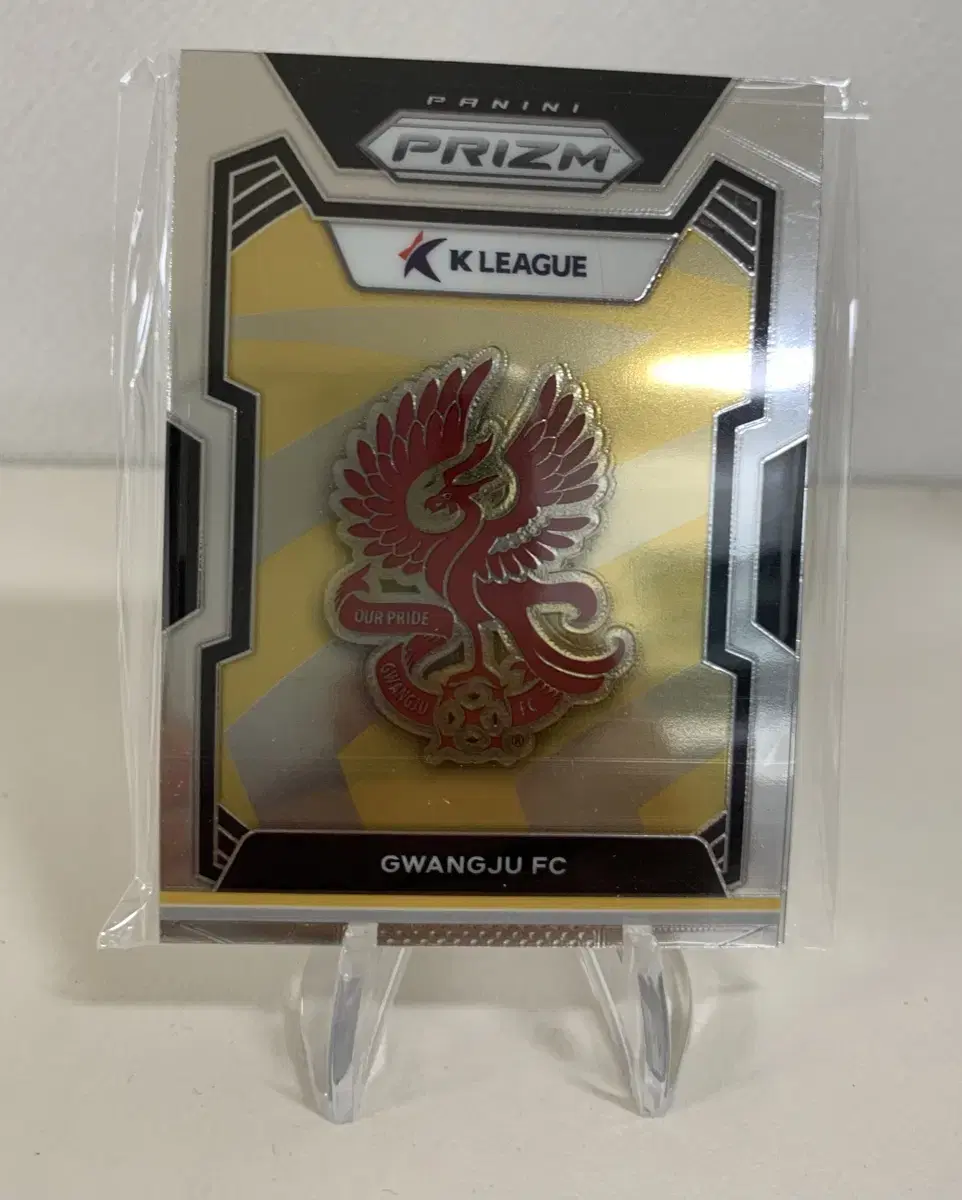 PANINI
PRIZM
K LEAGUE
OUR PRIDE
GWANGJU FC
®
GWANGJU FC